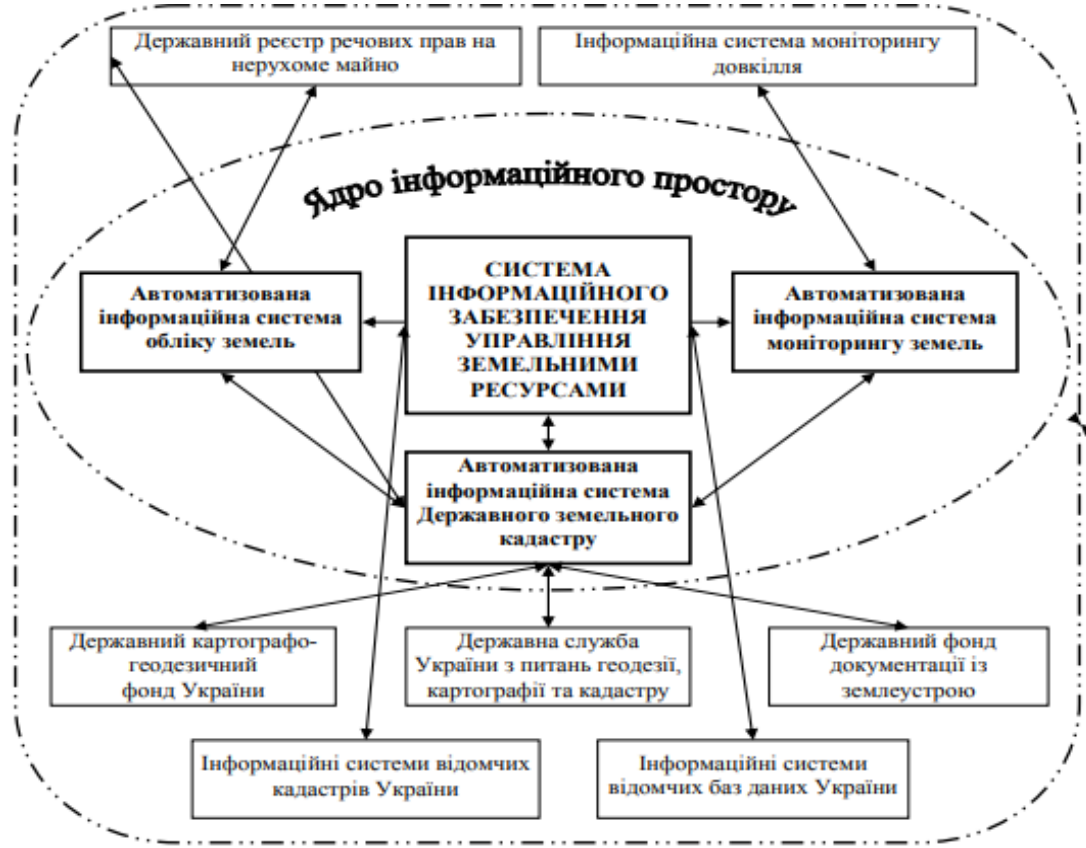 Державний реєстр речових прав на
нерухоме майно
Інформаційна система моніторингу
довкілля
Ядро інформаційного простору
Автоматизована
інформаційна система
обліку земель
СИСТЕМА
ІНФОРМАЦІЙНОГО
ЗАБЕЗПЕЧЕННЯ
УПРАВЛІННЯ
ЗЕМЕЛЬНИМИ
РЕСУРСАМИ
Автоматизована
інформаційна система
моніторингу земель
Автоматизована
інформаційна система
Державного земельного
кадастру
Державний картографо-
геодезичний
фонд України
Державна служба
України з питань геодезії,
картографії та кадастру
Державний фонд
документації із
землеустрою
Інформаційні системи відомчих
кадастрів України
Інформаційні системи
відомчих баз даних України